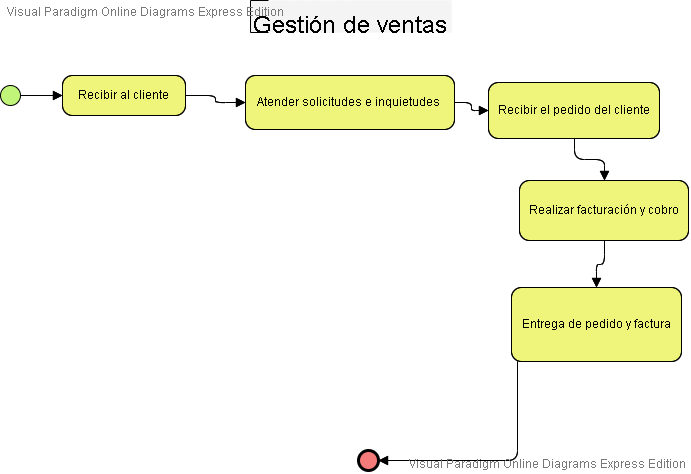 Visual Paradigm Online Diagrams Express Edition
Gestión de ventas
Recibir al cliente
Atender solicitudes e inquietudes
Recibir el pedido del cliente
Realizar facturación y cobro
Entrega de pedido y factura
Visual Paradigm Online Diagrams Express Edition